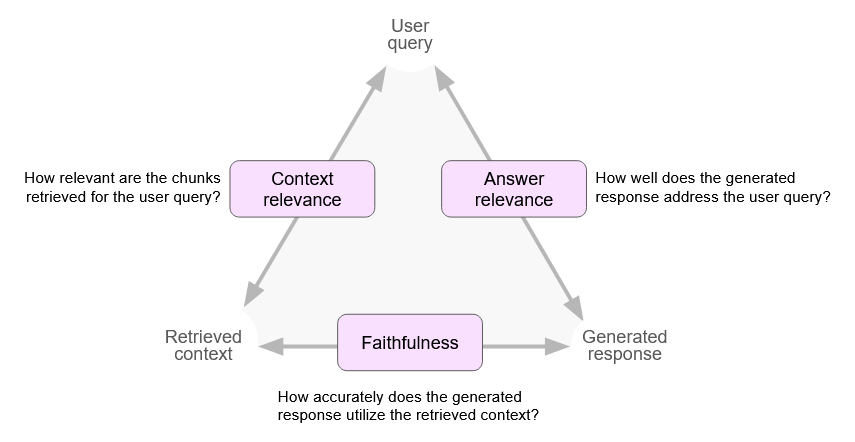 User
query
How relevant are the chunks
retrieved for the user query?
Context
relevance
Answer
relevance
How well does the generated
response address the user query?
Retrieved
context
Faithfulness
Generated
response
How accurately does the generated
response utilize the retrieved context?